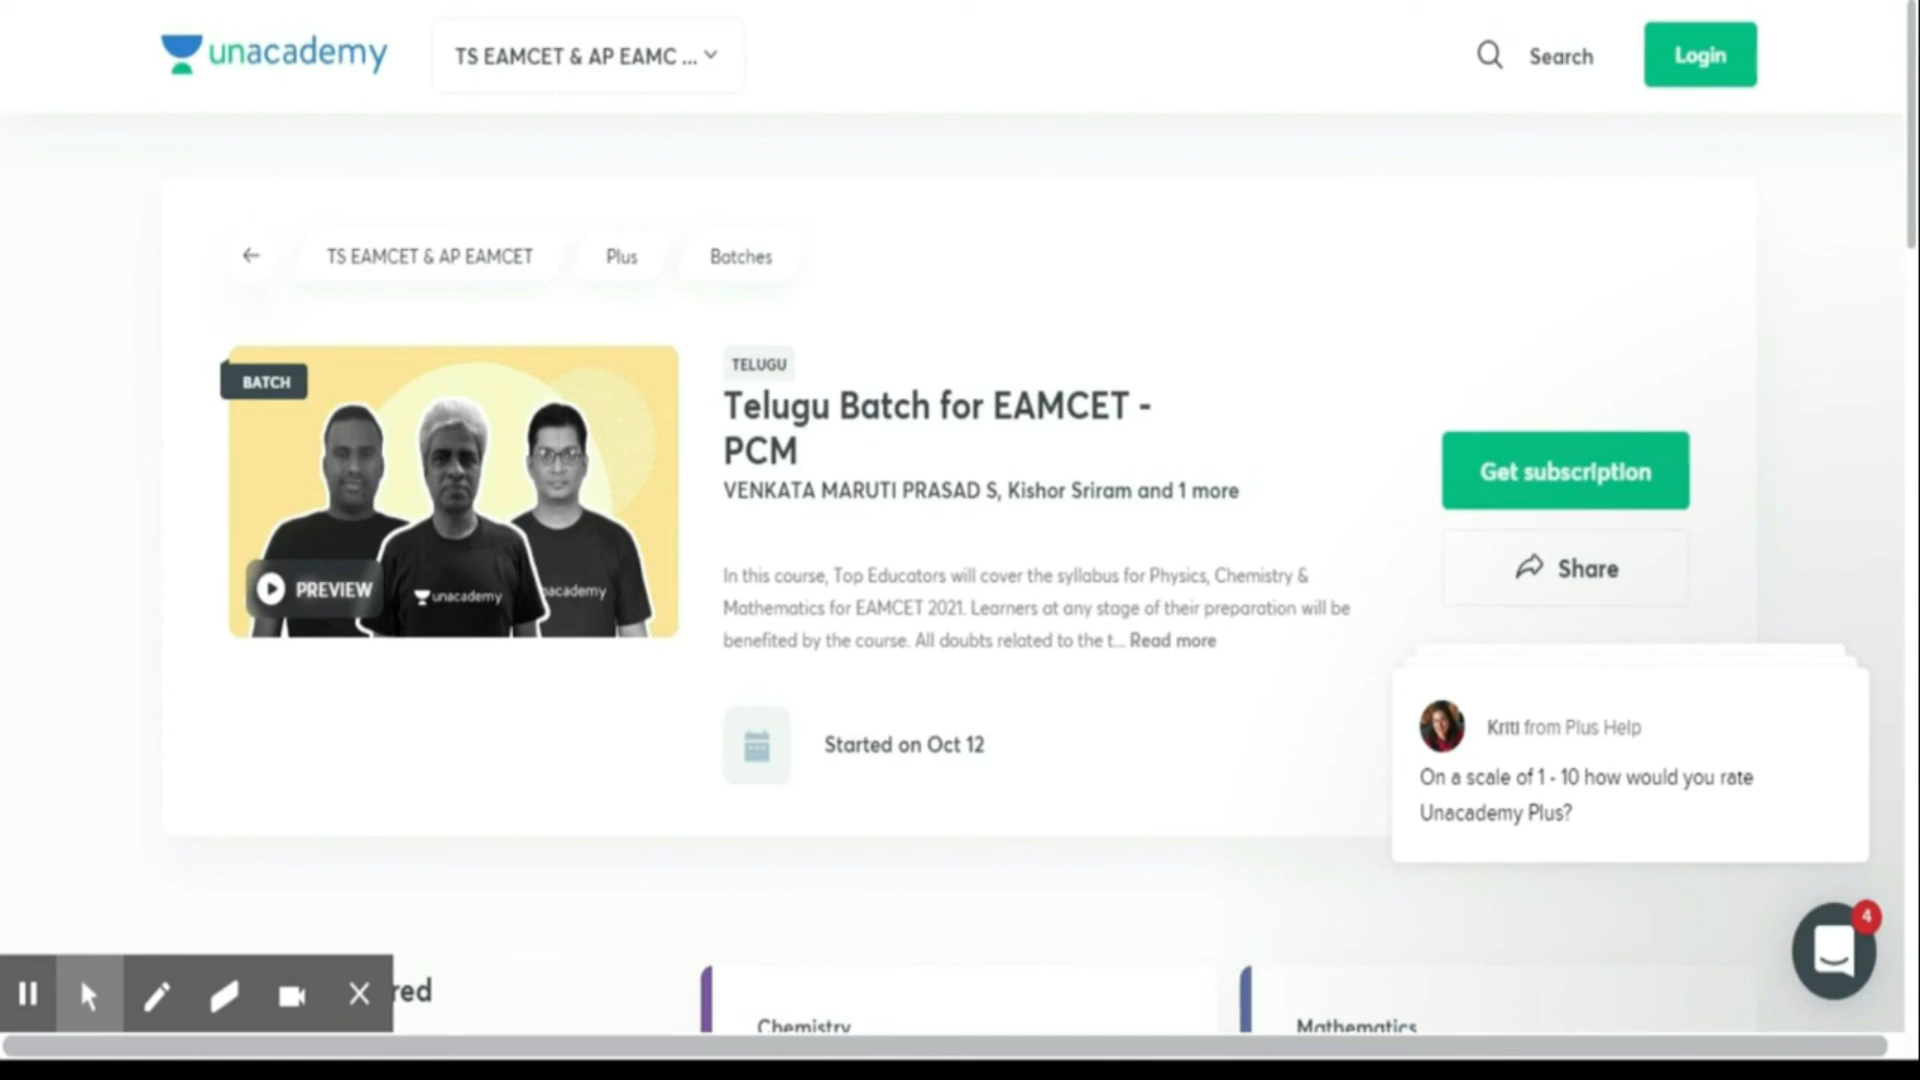 unacademy
TS EAMCET & AP EAMC ...
Search
Login
TS EAMCET & AP EAMCET
Plus
Batches
BATCH
PREVIEW
unacademy
nacademy
TELUGU
Telugu Batch for EAMCET -
PCM
VENKATA MARUTI PRASAD S, Kishor Sriram and 1 more
In this course, Top Educators will cover the syllabus for Physics, Chemistry &
Mathematics for EAMCET 2021. Learners at any stage of their preparation will be
benefited by the course. All doubts related to the t... Read more
Started on Oct 12
Get subscription
Share
Kriti from Plus Help
On a scale of 1 - 10 how would you rate
Unacademy Plus?
4
red
Chemistry
Mathematics